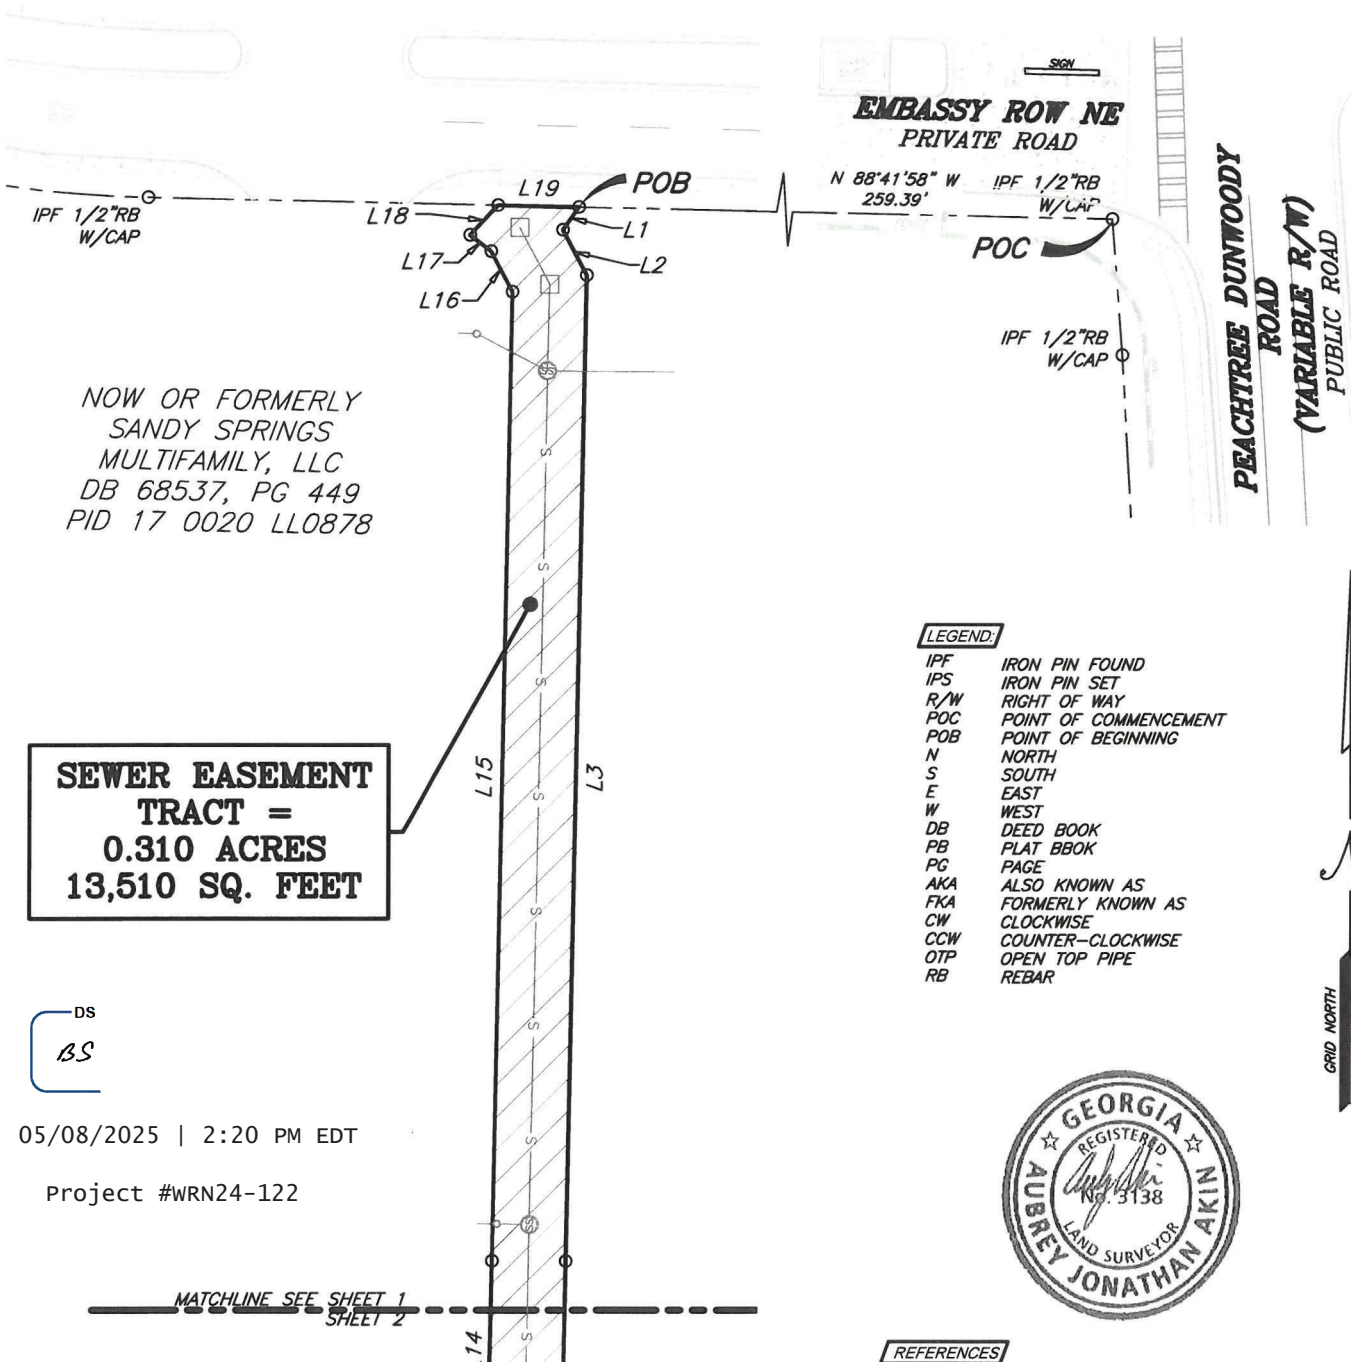 SIGN
EMBASSY ROW NE
PRIVATE ROAD
N 88°41'58" W
259.39'
IPF 1/2"RB
W/CAP
POC
IPF 1/2"RB
W/CAP
PEACHTREE DUNWOODY
ROAD
(VARIABLE R/W)
PUBLIC ROAD
IPF 1/2"RB
W/CAP
L19
POB
L18
L1
L17
L2
L16
SS
NOW OR FORMERLY
SANDY SPRINGS
MULTIFAMILY, LLC
DB 68537, PG 449
PID 17 0020 LL0878
S
S
S
S
S
S
S
S
L15
L3
SEWER EASEMENT
TRACT =
0.310 ACRES
13,510 SQ. FEET
LEGEND:
IPF IRON PIN FOUND
IPS IRON PIN SET
R/W RIGHT OF WAY
POC POINT OF COMMENCEMENT
POB POINT OF BEGINNING
N NORTH
S SOUTH
E EAST
W WEST
DB DEED BOOK
PB PLAT BBOK
PG PAGE
AKA ALSO KNOWN AS
FKA FORMERLY KNOWN AS
CW CLOCKWISE
CCW COUNTER-CLOCKWISE
OTP OPEN TOP PIPE
RB REBAR
GRID NORTH
DS
BS
05/08/2025 | 2:20 PM EDT
Project #WRN24-122
GEORGIA
REGISTERED
No. 3138
LAND SURVEYOR
AUBREY JONATHAN AKIN
SS
MATCHLINE SEE SHEET 1
SHEET 2
L14
REFERENCES